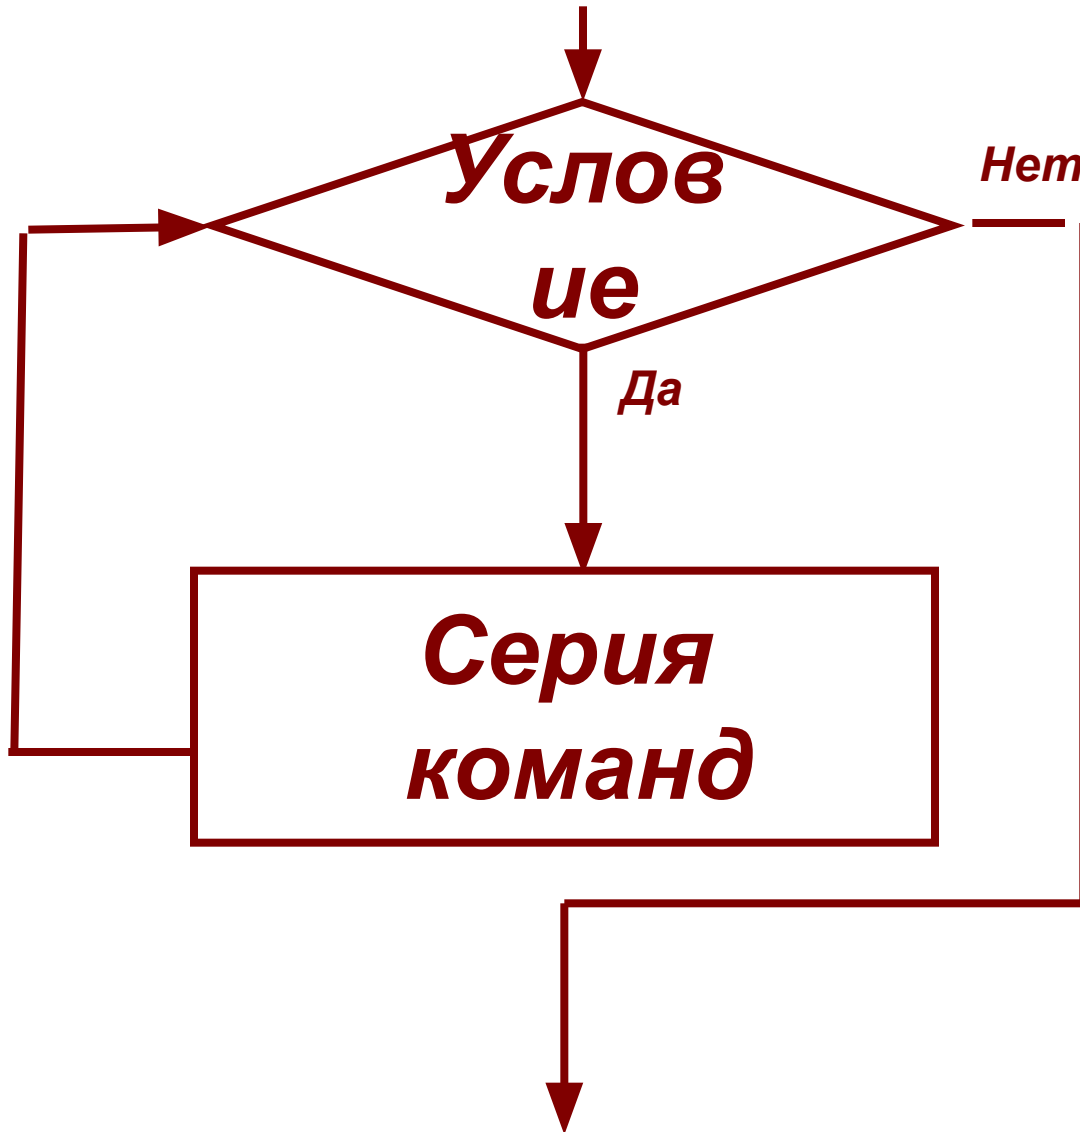 Услов
ие
Нет
Да
Серия
команд